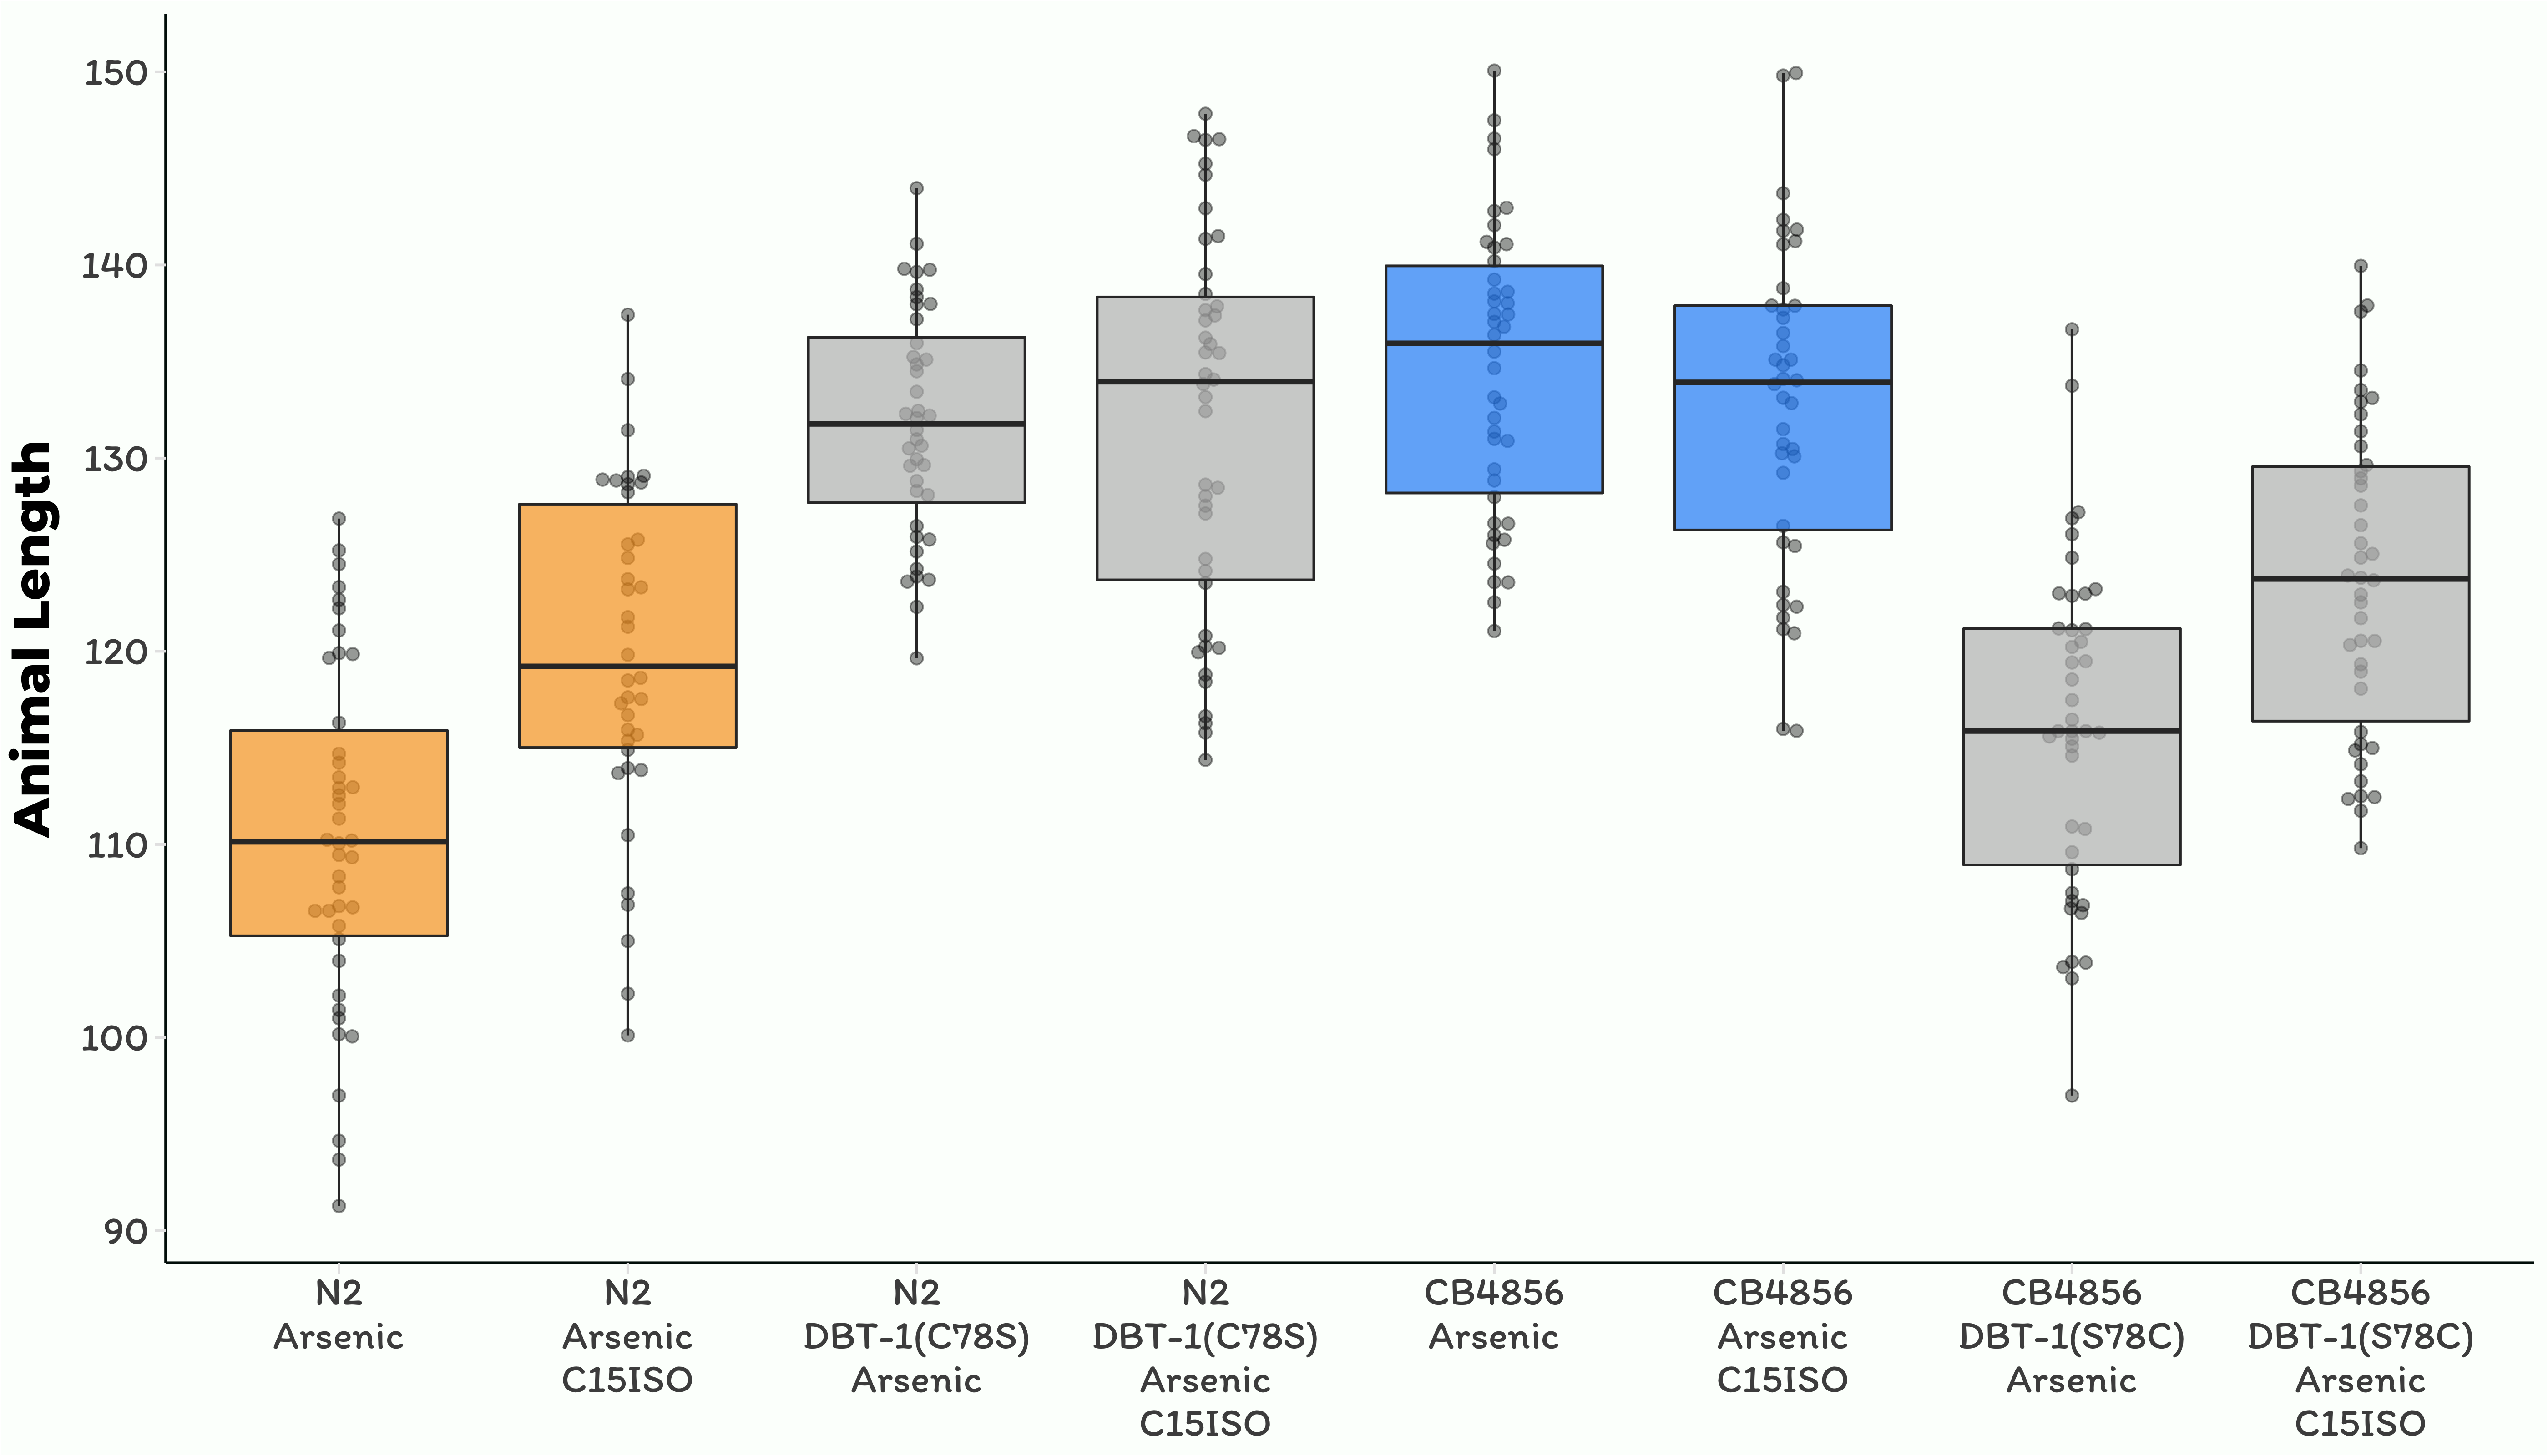 Animal Length
150
140
130
120
110
100
90
N2
Arsenic
N2
Arsenic
C15ISO
N2
DBT-1(C78S)
Arsenic
N2
DBT-1(C78S)
Arsenic
C15ISO
CB4856
Arsenic
CB4856
Arsenic
C15ISO
CB4856
DBT-1(S78C)
Arsenic
CB4856
DBT-1(S78C)
Arsenic
C15ISO